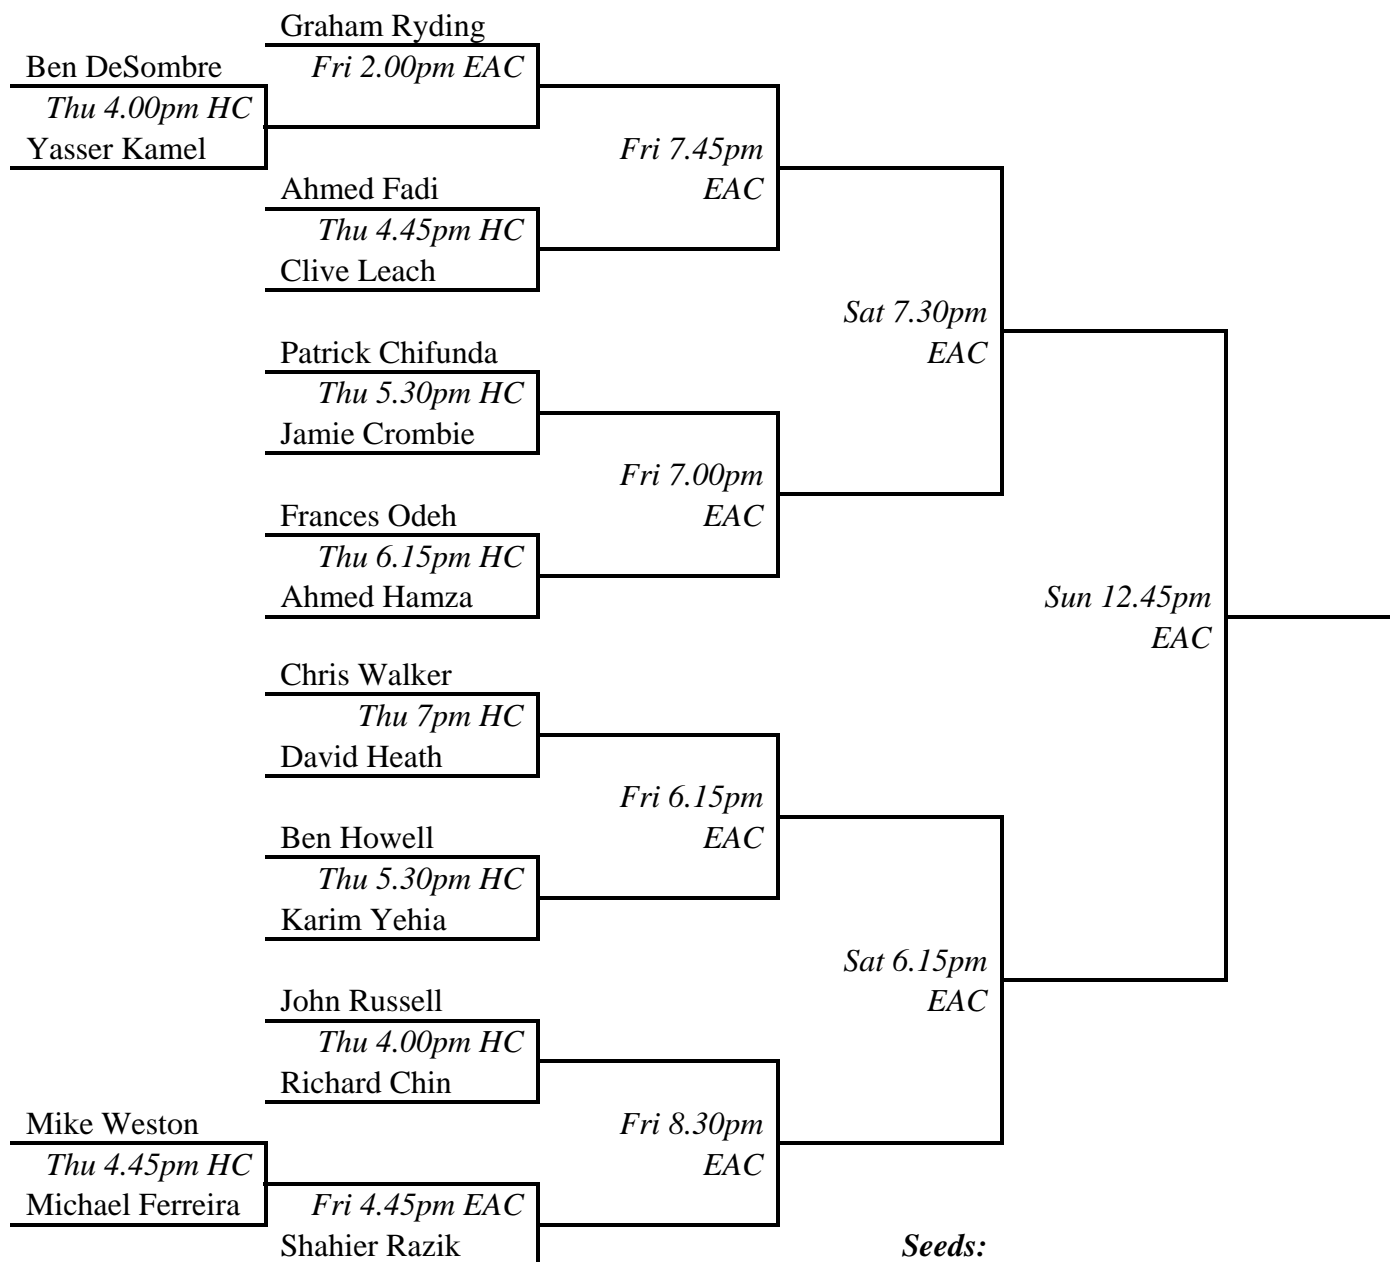 Graham Ryding
Ben DeSombre
Fri 2.00pm EAC
Thu 4.00pm HC
Yasser Kamel
Fri 7.45pm
EAC
Ahmed Fadi
Thu 4.45pm HC
Clive Leach
Sat 7.30pm
EAC
Patrick Chifunda
Thu 5.30pm HC
Jamie Crombie
Fri 7.00pm
EAC
Frances Odeh
Thu 6.15pm HC
Ahmed Hamza
Sun 12.45pm
EAC
Chris Walker
Thu 7pm HC
David Heath
Fri 6.15pm
EAC
Ben Howell
Thu 5.30pm HC
Karim Yehia
Sat 6.15pm
EAC
John Russell
Thu 4.00pm HC
Richard Chin
Mike Weston
Fri 8.30pm
EAC
Thu 4.45pm HC
Michael Ferreira
Fri 4.45pm EAC
Shahier Razik
Seeds: